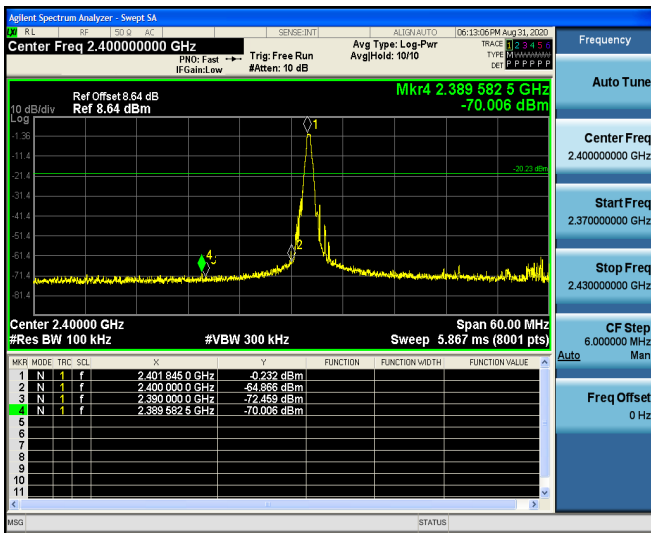 Agilent Spectrum Analyzer - Swept SA
LXI RL RF 50 Ω AC SENSE:INT ALIGN AUTO 06:13:06 PM Aug 31, 2020
Center Freq 2.400000000 GHz
PNO: Fast
IFGain:Low
Trig: Free Run
#Atten: 10 dB
Avg Type: Log-Pwr
Avg|Hold: 10/10
TRACE 1 2 3 4 5 6
TYPE M
DET P P P P P P
Ref Offset 8.64 dB
10 dB/div Ref 8.64 dBm
Log
Mkr4 2.389 582 5 GHz
-70.006 dBm
1
-1.36
-11.4
-20.23 dBm
-21.4
-31.4
-41.4
-51.4
2
4
-61.4
-71.4
-81.4
Center 2.40000 GHz Span 60.00 MHz
#Res BW 100 kHz #VBW 300 kHz Sweep 5.867 ms (8001 pts)
MKR MODE TRC SCL X Y FUNCTION FUNCTION WIDTH FUNCTION VALUE
1 N 1 f 2.401 845 0 GHz -0.232 dBm
2 N 1 f 2.400 000 0 GHz -64.866 dBm
3 N 1 f 2.390 000 0 GHz -72.459 dBm
4 N 1 f 2.389 582 5 GHz -70.006 dBm
5
6
7
8
9
10
11
MSG STATUS
Frequency
Auto Tune
Center Freq
2.400000000 GHz
Start Freq
2.370000000 GHz
Stop Freq
2.430000000 GHz
CF Step
6.000000 MHz
Auto Man
Freq Offset
0 Hz